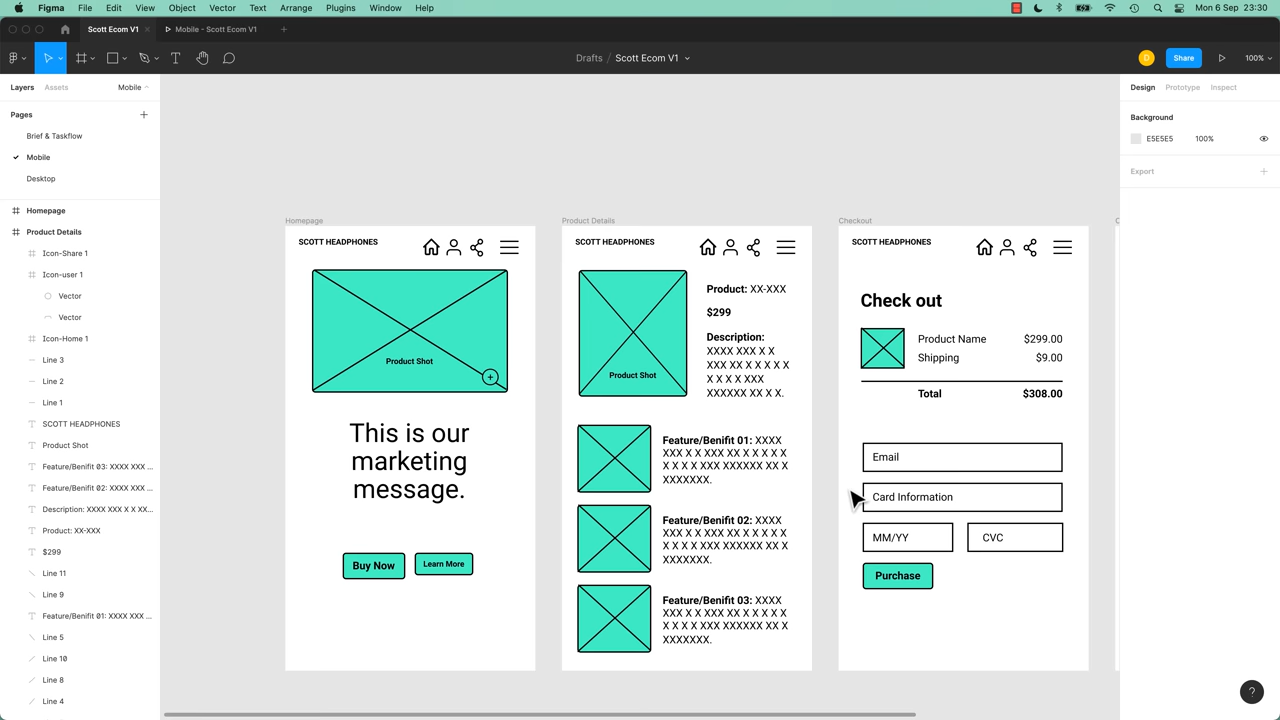 Figma File Edit View Object Vector Text Arrange Plugins Window Help Mon 6 Sep 23:30
Scott Ecom V1 Mobile - Scott Ecom V1
Drafts / Scott Ecom V1 D Share 100%
Layers Assets Mobile
Pages
Brief & Taskflow
Mobile
Desktop
Homepage
Product Details
Icon-Share 1
Icon-user 1
Vector
Vector
Icon-Home 1
Line 3
Line 2
Line 1
SCOTT HEADPHONES
Product Shot
Feature/Benifit 03: XXXX XXX ...
Feature/Benifit 02: XXXX XXX ...
Description: XXXX XXX X X XX...
Product: XX-XXX
$299
Line 11
Line 9
Feature/Benifit 01: XXXX XXX ...
Line 5
Line 10
Line 8
Line 4
Homepage
SCOTT HEADPHONES
Product Shot
This is our
marketing
message.
Buy Now Learn More
Product Details
SCOTT HEADPHONES
Product Shot
Product: XX-XXX
$299
Description:
XXXX XXX X X
XXX XX X X X X X
X X X X XXX
XXXXXX XX X X.
Feature/Benifit 01: XXXX
XXX X X XXX XX X X X X X
X X X X XXX XXXXXX XX X
XXXXXXX.
Feature/Benifit 02: XXXX
XXX X X XXX XX X X X X X
X X X X XXX XXXXXX XX X
XXXXXXX.
Feature/Benifit 03: XXXX
XXX X X XXX XX X X X X X
X X X X XXX XXXXXX XX X
XXXXXXX.
Checkout
SCOTT HEADPHONES
Check out
Product Name $299.00
Shipping $9.00
Total $308.00
Email
Card Information
MM/YY CVC
Purchase
Design Prototype Inspect
Background
E5E5E5 100%
Export
?